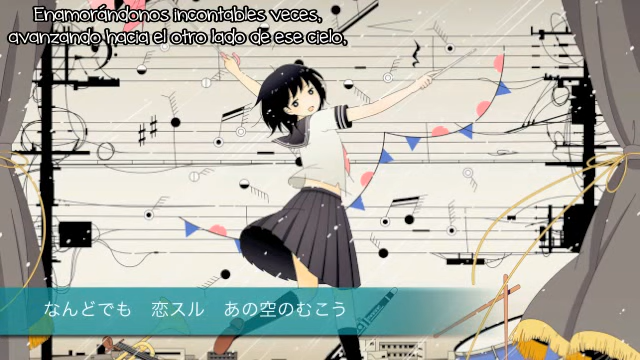 Enamorándonos incontables veces,
avanzando hacia el otro lado de ese cielo,
なんどでも　恋スル　あの空のむこう